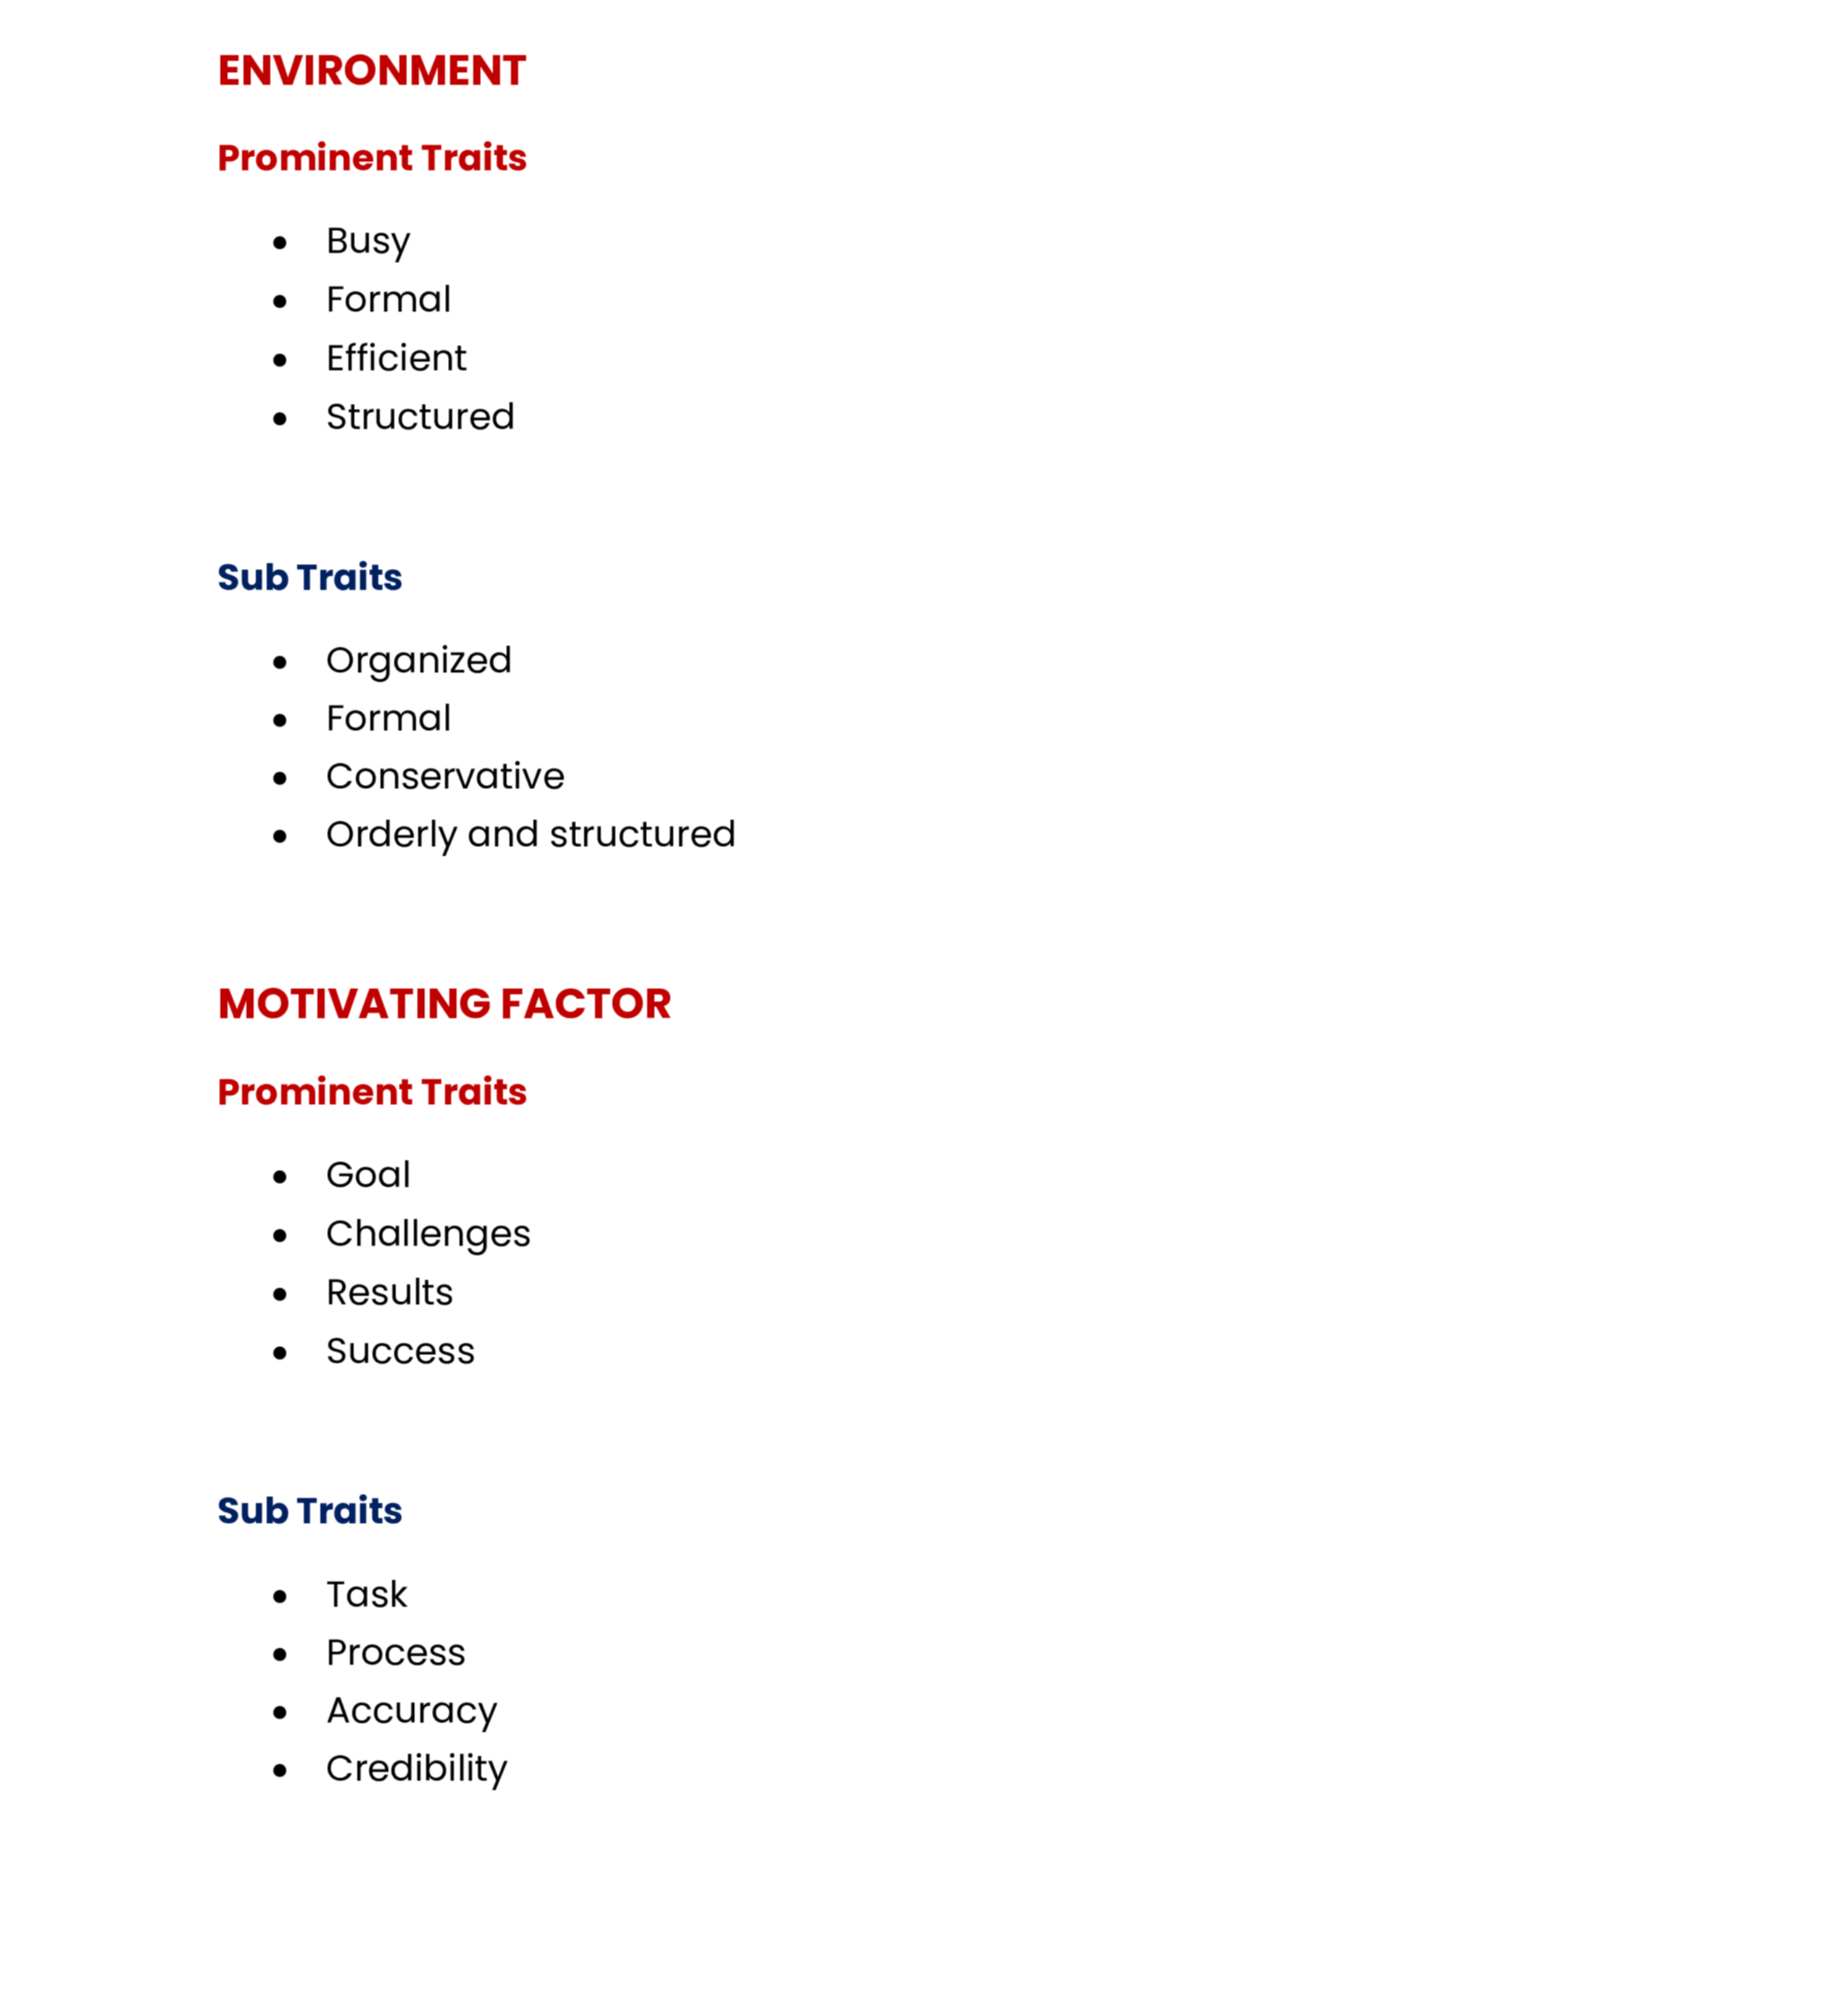 ENVIRONMENT
Prominent Traits
● Busy
● Formal
● Efficient
● Structured
Sub Traits
● Organized
● Formal
● Conservative
● Orderly and structured
MOTIVATING FACTOR
Prominent Traits
● Goal
● Challenges
● Results
● Success
Sub Traits
● Task
● Process
● Accuracy
● Credibility